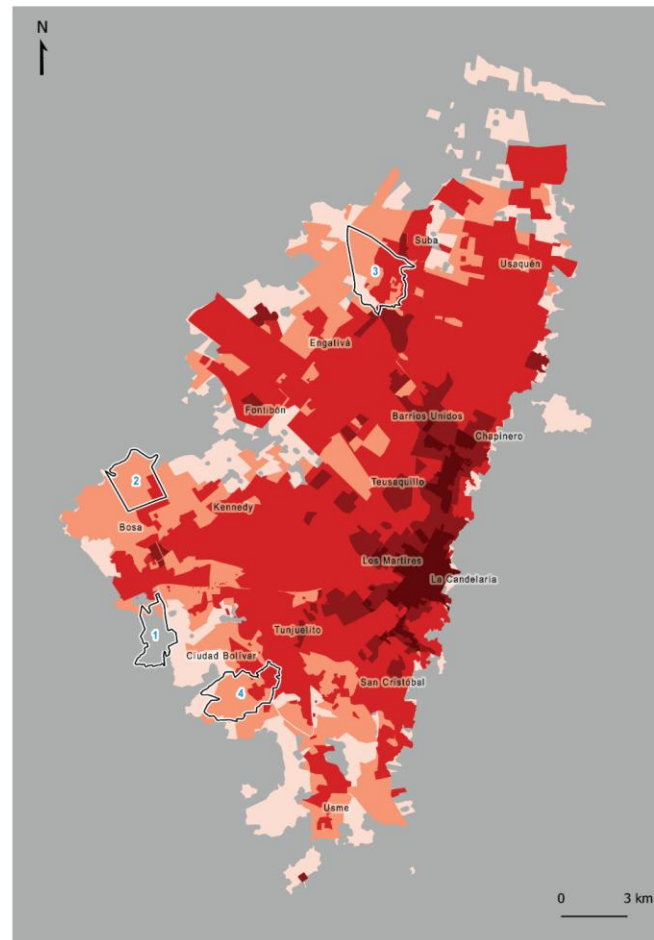 N
Suba
Usaquén
3
Engativá
Barrios Unidos
Fontibón
Chapinero
2
Teusaquillo
Kennedy
Bosa
Los Martires
La Candelaria
1
Tunjuelito
Ciudad Bolívar
San Cristóbal
4
Usme
0 3 km